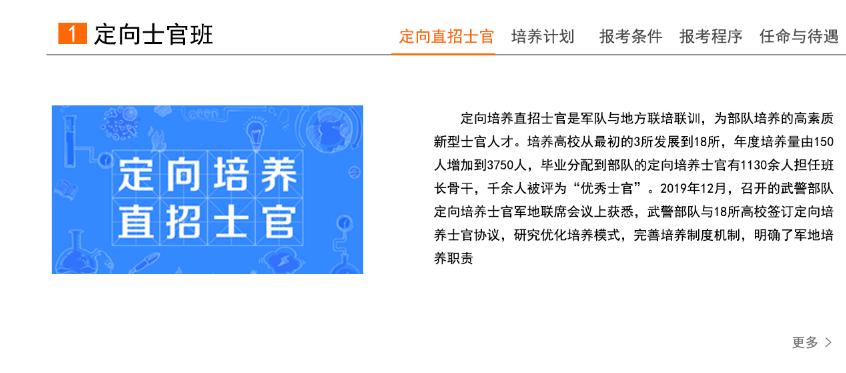 1 定向士官班
定向直招士官 培养计划 报考条件 报考程序 任命与待遇
定向培养
直招士官
定向培养直招士官是军队与地方联培联训，为部队培养的高素质
新型士官人才。培养高校从最初的3所发展到18所，年度培养量由150
人增加到3750人，毕业分配到部队的定向培养士官有1130余人担任班
长骨干，千余人被评为“优秀士官”。2019年12月，召开的武警部队
定向培养士官军地联席会议上获悉，武警部队与18所高校签订定向培
养士官协议，研究优化培养模式，完善培养制度机制，明确了军地培
养职责
更多 >